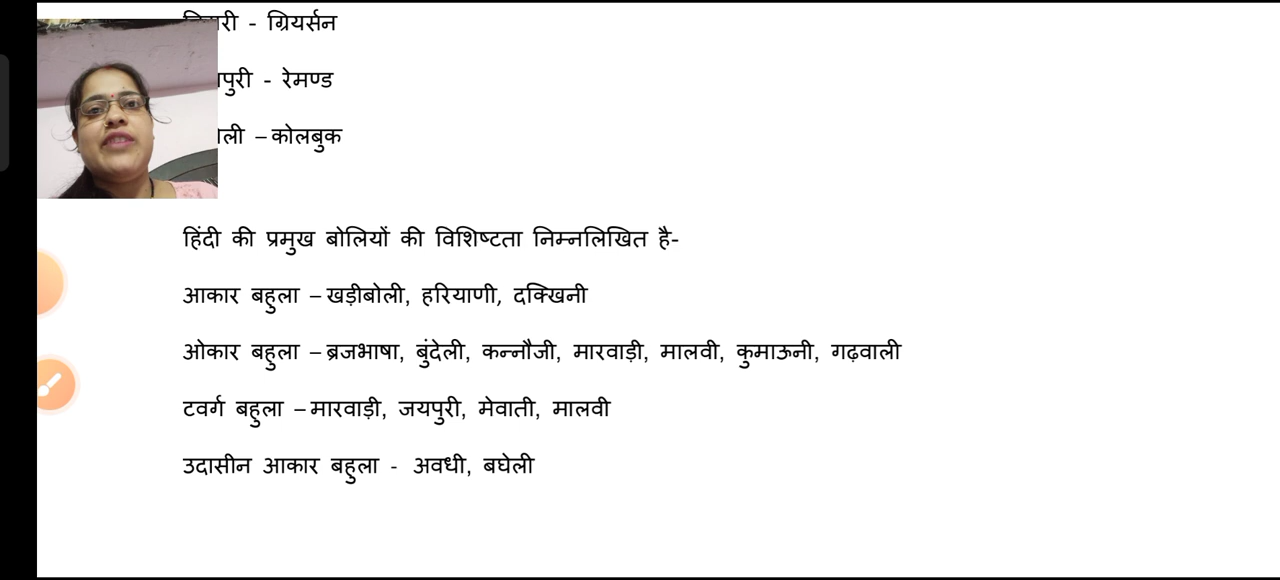 - ग्रियर्सन
- रेमण्ड
– कोलबुक
हिंदी की प्रमुख बोलियों की विशिष्टता निम्नलिखित है-
आकार बहुला – खड़ीबोली, हरियाणी, दक्खिनी
ओकार बहुला – ब्रजभाषा, बुंदेली, कन्नौजी, मारवाड़ी, मालवी, कुमाऊनी, गढ़वाली
टवर्ग बहुला – मारवाड़ी, जयपुरी, मेवाती, मालवी
उदासीन आकार बहुला - अवधी, बघेली